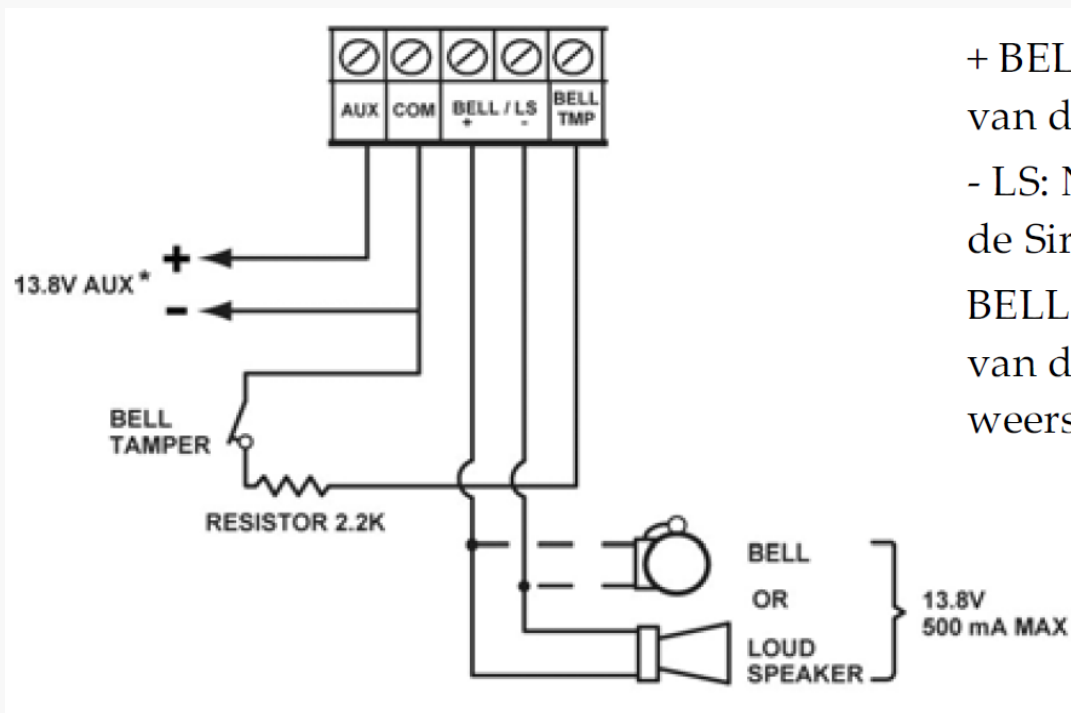 AUX COM BELL / LS BELL
+ - TMP
+
13.8V AUX *
-
BELL
TAMPER
RESISTOR 2.2K
BELL
OR
LOUD
SPEAKER
13.8V
500 mA MAX
+ BEL
van d
- LS:
de Sir
BELL
van d
weers